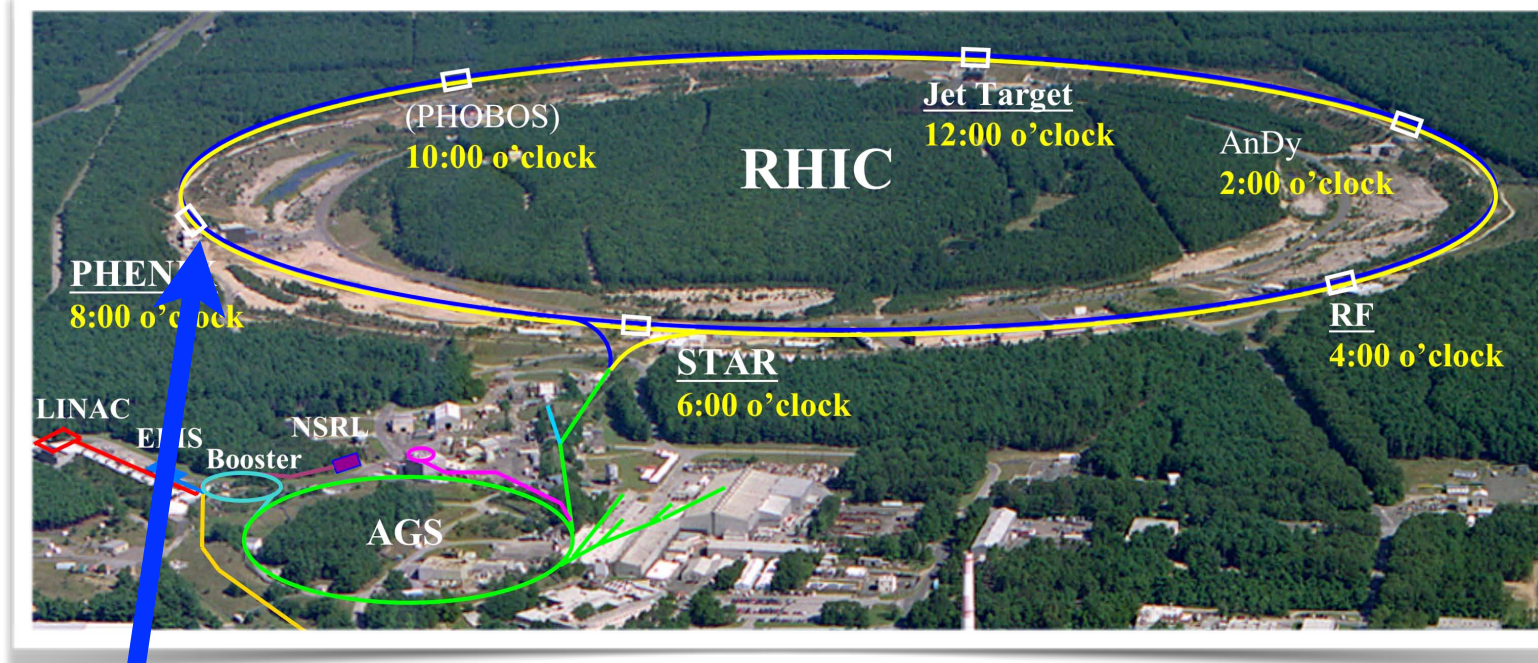 (PHOBOS)
10:00 o’clock
RHIC
Jet Target
12:00 o’clock
AnDy
2:00 o’clock
PHENIX
8:00 o’clock
STAR
6:00 o’clock
RF
4:00 o’clock
LINAC
NSRL
Booster
AGS